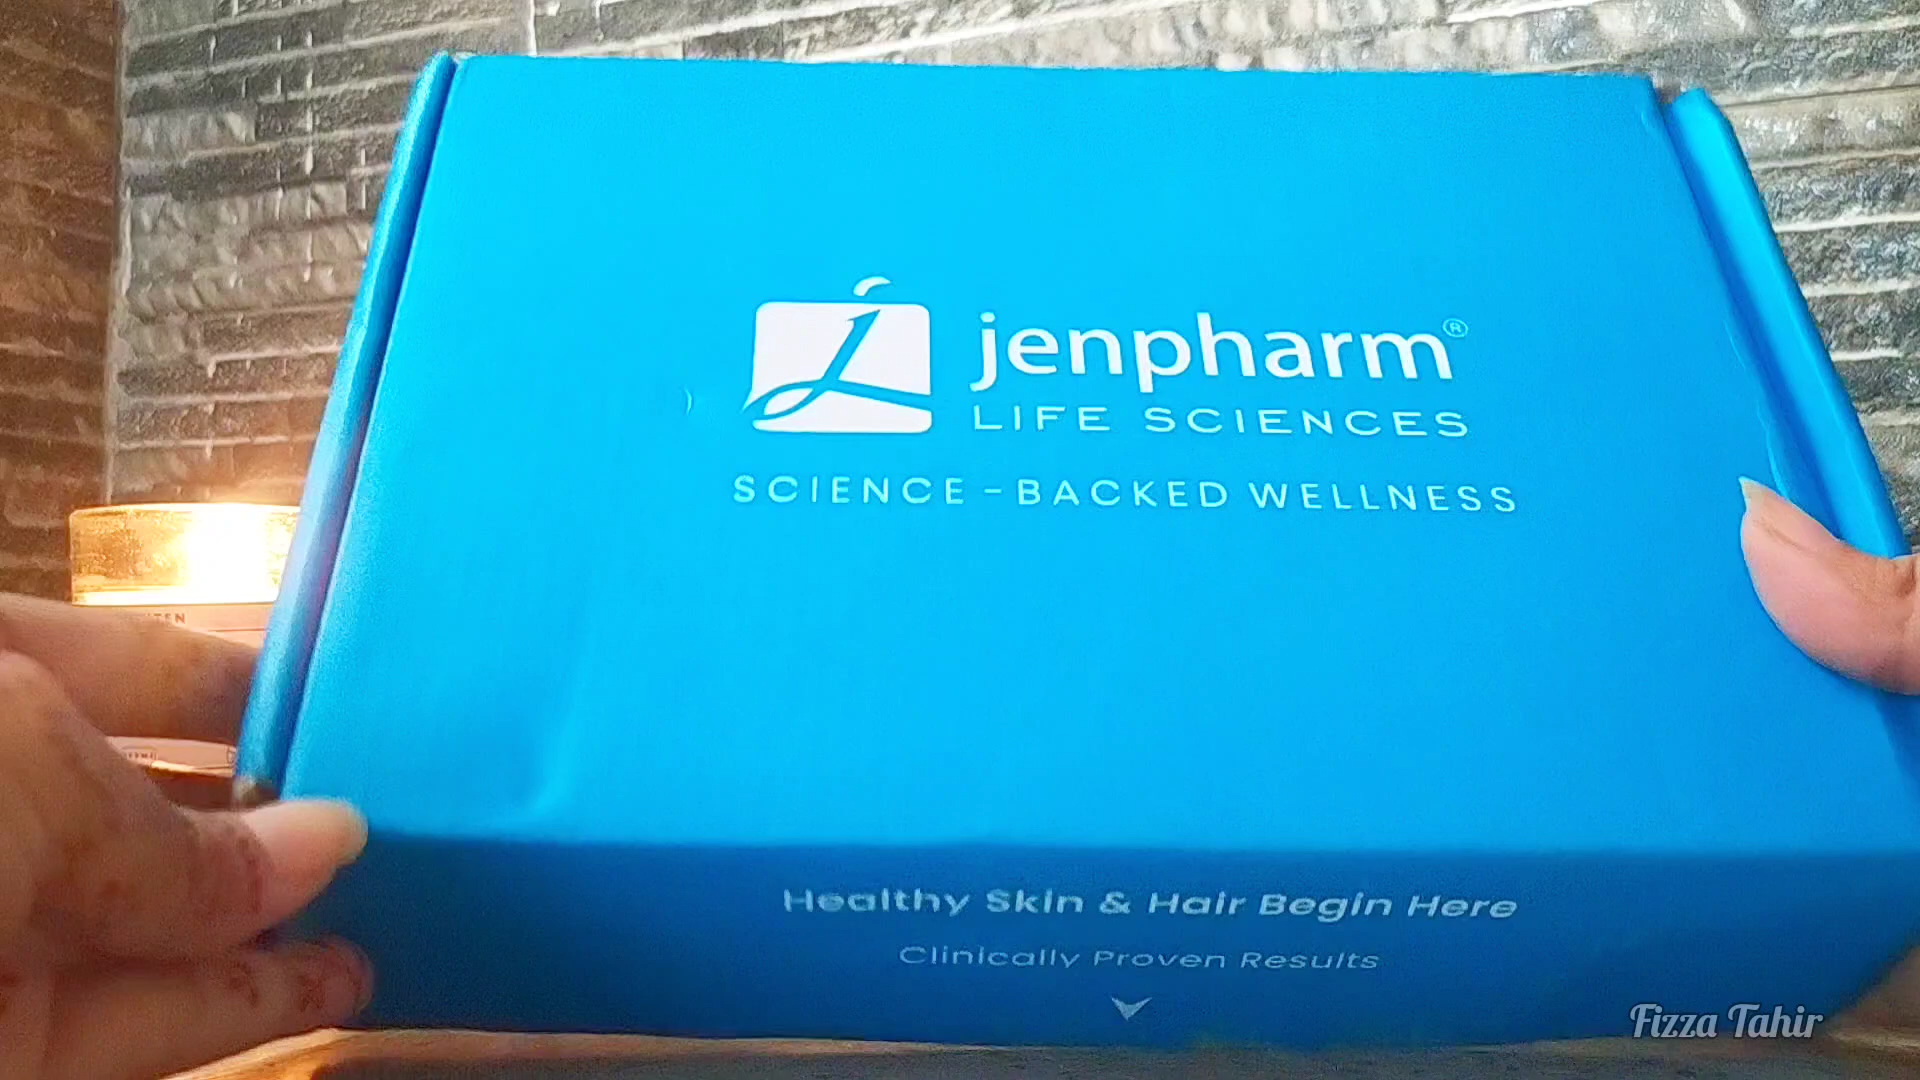 jenpharm®
LIFE SCIENCES
SCIENCE-BACKED WELLNESS
Healthy Skin & Hair Begin Here
Clinically Proven Results
Fizza Tahir